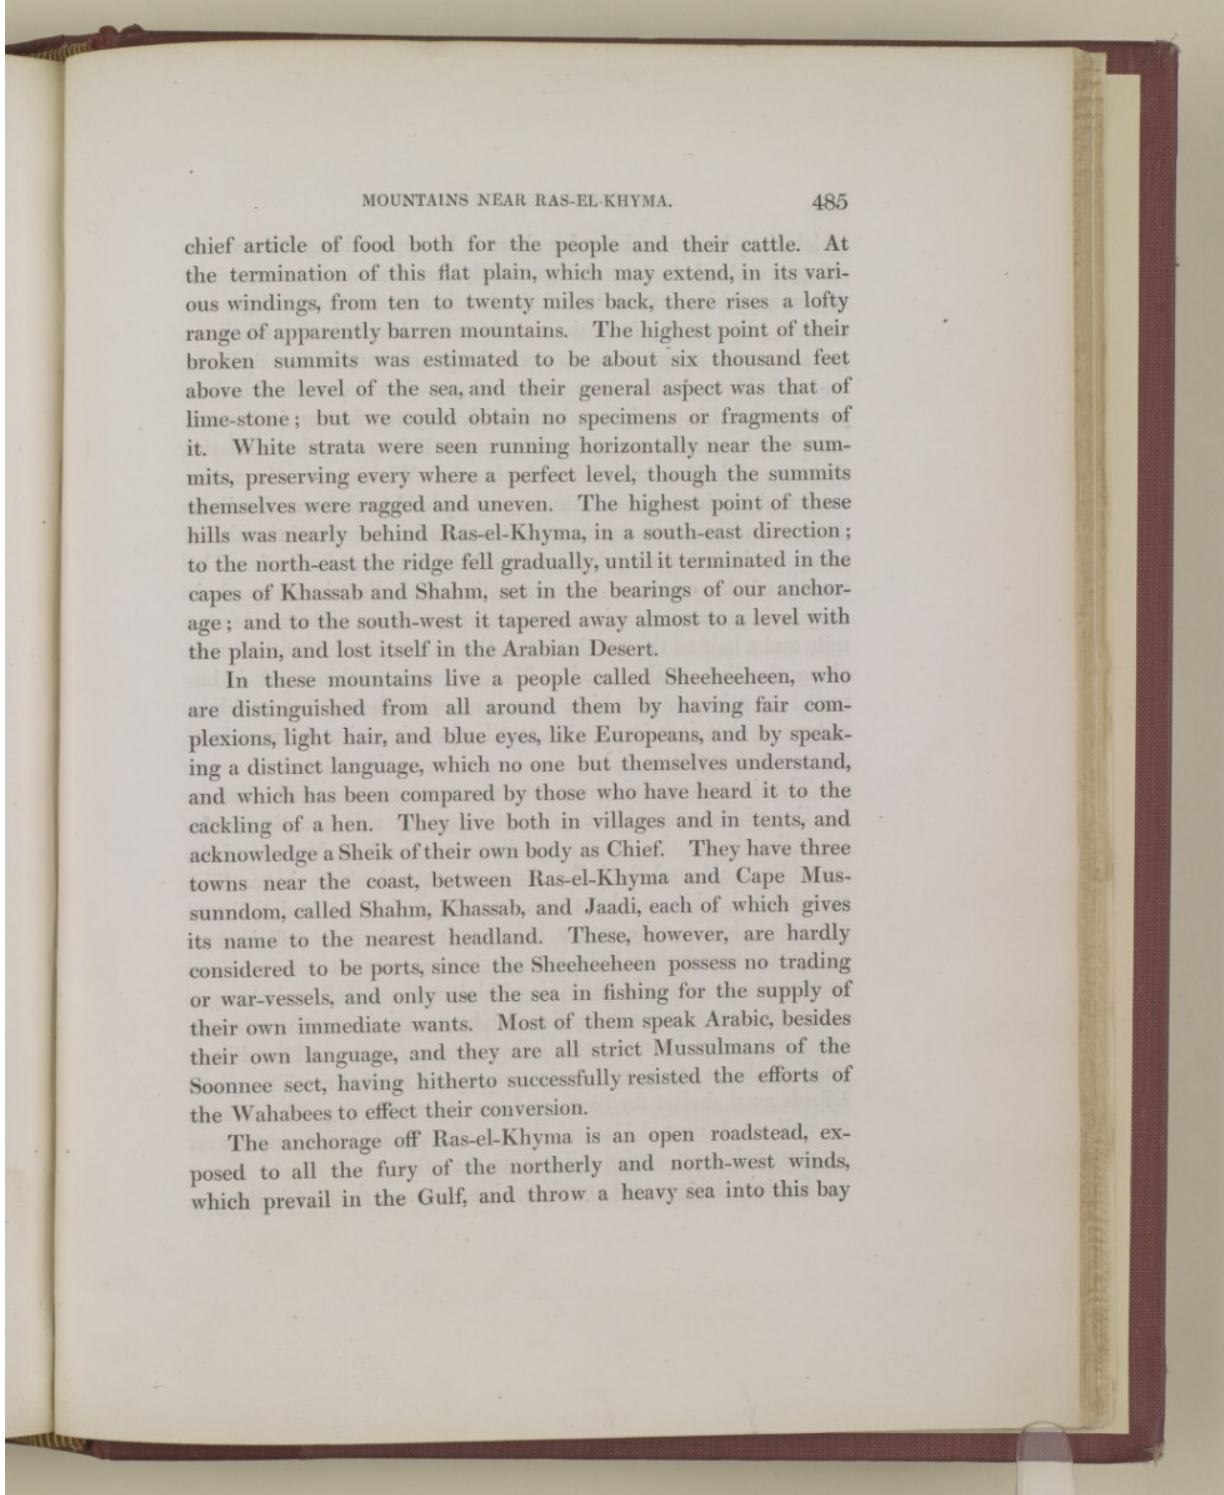 MOUNTAINS NEAR RAS-EL-KHYMA. 485
chief article of food both for the people and their cattle. At
the termination of this flat plain, which may extend, in its vari-
ous windings, from ten to twenty miles back, there rises a lofty
range of apparently barren mountains. The highest point of their
broken summits was estimated to be about six thousand feet
above the level of the sea, and their general aspect was that of
lime-stone; but we could obtain no specimens or fragments of
it. White strata were seen running horizontally near the sum-
mits, preserving every where a perfect level, though the summits
themselves were ragged and uneven. The highest point of these
hills was nearly behind Ras-el-Khyma, in a south-east direction;
to the north-east the ridge fell gradually, until it terminated in the
capes of Khassab and Shahm, set in the bearings of our anchor-
age; and to the south-west it tapered away almost to a level with
the plain, and lost itself in the Arabian Desert.
In these mountains live a people called Sheeheeheen, who
are distinguished from all around them by having fair com-
plexions, light hair, and blue eyes, like Europeans, and by speak-
ing a distinct language, which no one but themselves understand,
and which has been compared by those who have heard it to the
cackling of a hen. They live both in villages and in tents, and
acknowledge a Sheik of their own body as Chief. They have three
towns near the coast, between Ras-el-Khyma and Cape Mus-
sunndom, called Shahm, Khassab, and Jaadi, each of which gives
its name to the nearest headland. These, however, are hardly
considered to be ports, since the Sheeheeheen possess no trading
or war-vessels, and only use the sea in fishing for the supply of
their own immediate wants. Most of them speak Arabic, besides
their own language, and they are all strict Mussulmans of the
Soonnee sect, having hitherto successfully resisted the efforts of
the Wahabees to effect their conversion.
The anchorage off Ras-el-Khyma is an open roadstead, ex-
posed to all the fury of the northerly and north-west winds,
which prevail in the Gulf, and throw a heavy sea into this bay